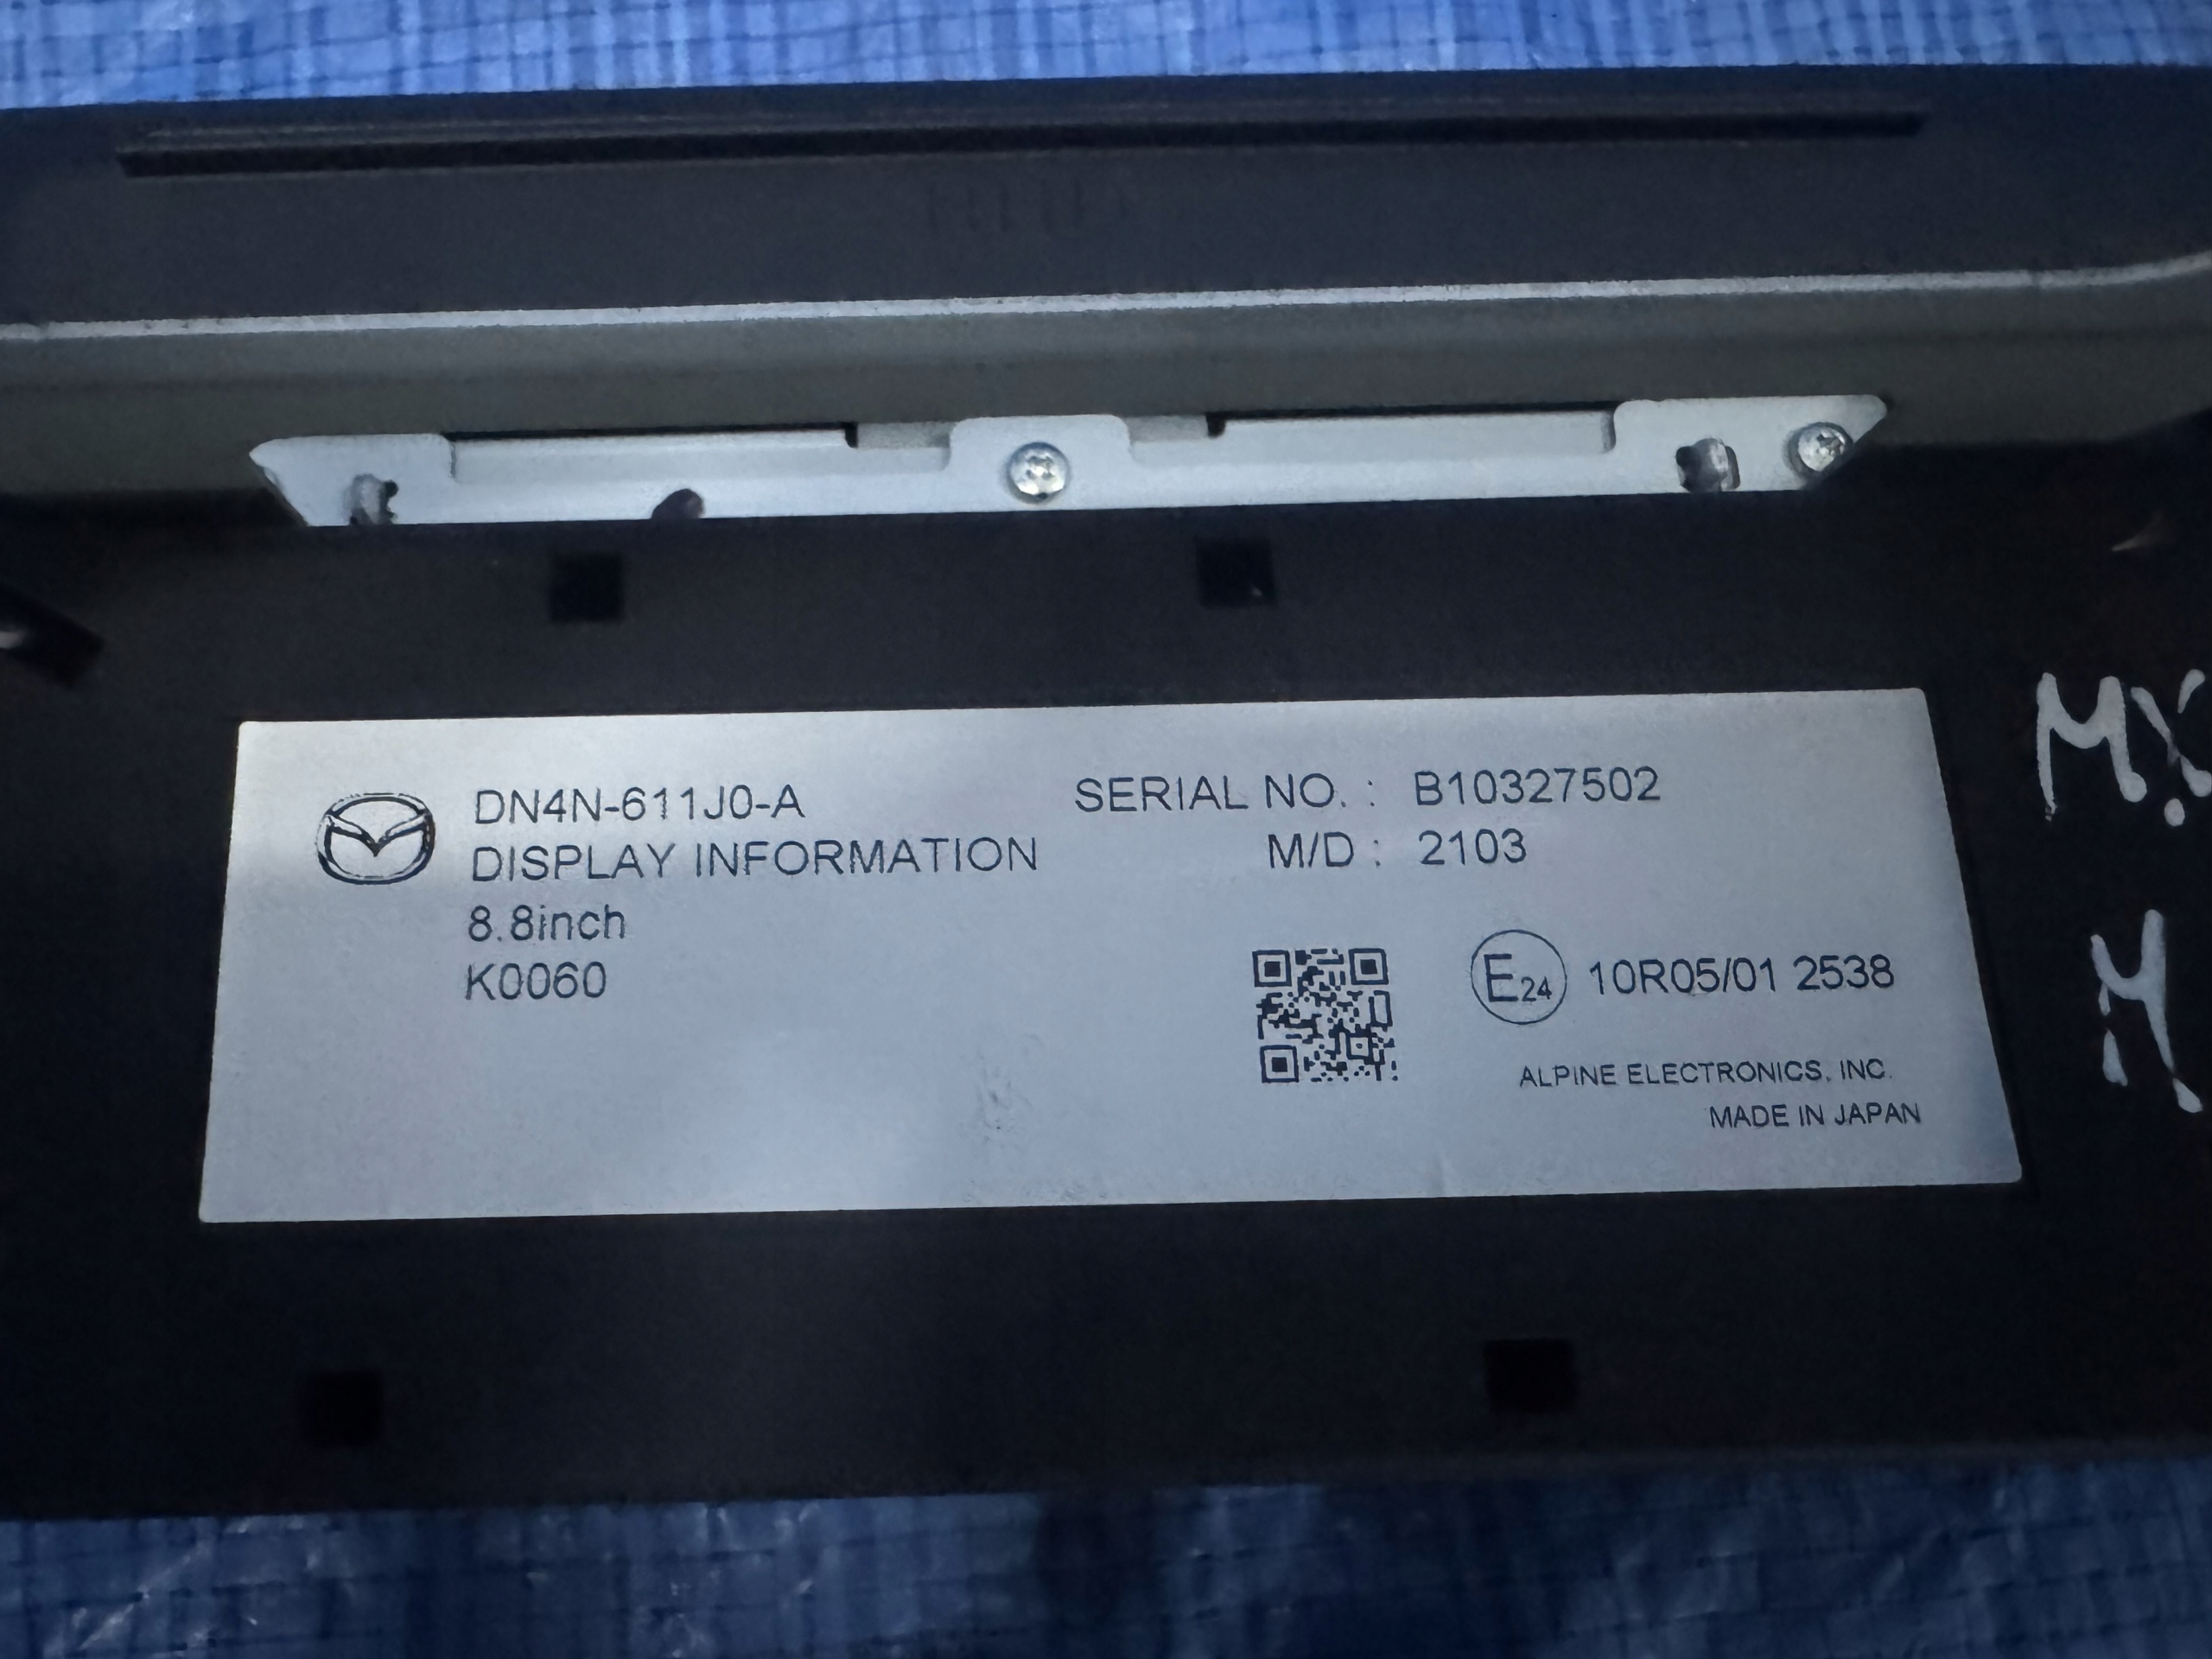 DN4N-611J0-A
DISPLAY INFORMATION
8.8inch
K0060
SERIAL NO. : B10327502
M/D : 2103
E24 10R05/01 2538
ALPINE ELECTRONICS, INC.
MADE IN JAPAN
MX